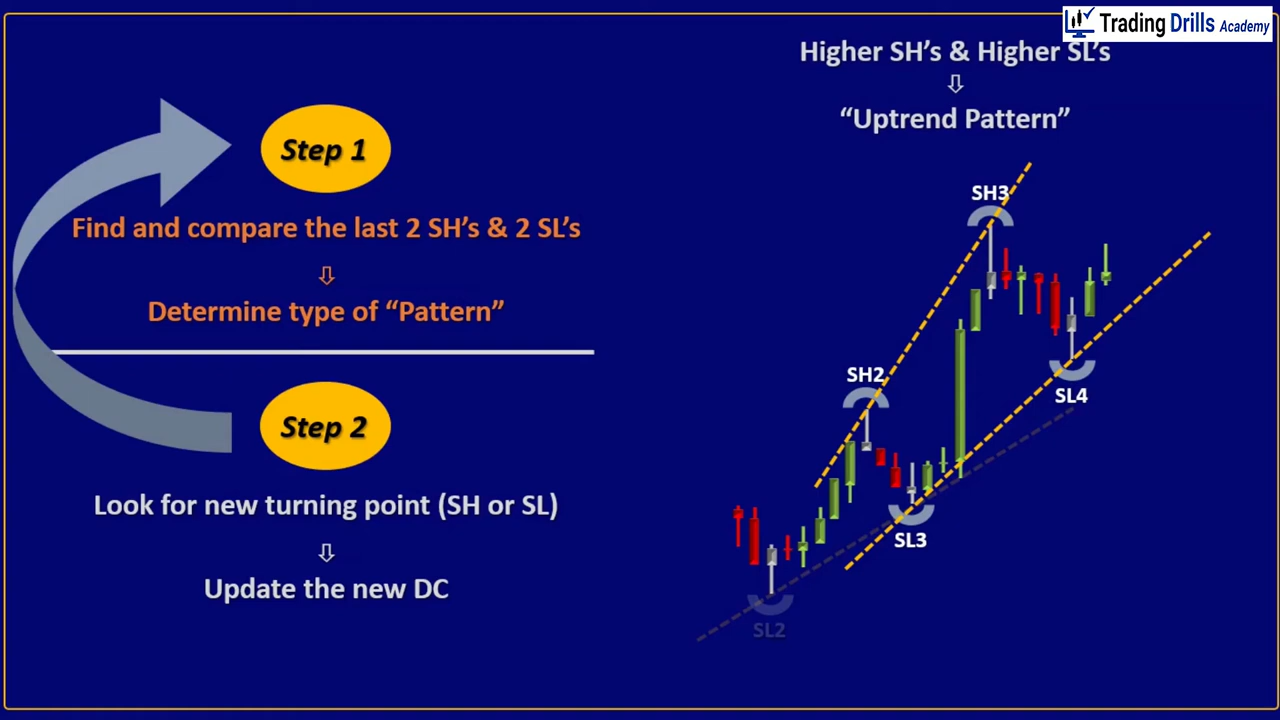 Trading Drills Academy
Step 1
Find and compare the last 2 SH's & 2 SL's
Determine type of “Pattern”
Step 2
Look for new turning point (SH or SL)
Update the new DC
Higher SH's & Higher SL's
“Uptrend Pattern”
SH3
SH2
SL4
SL3
SL2